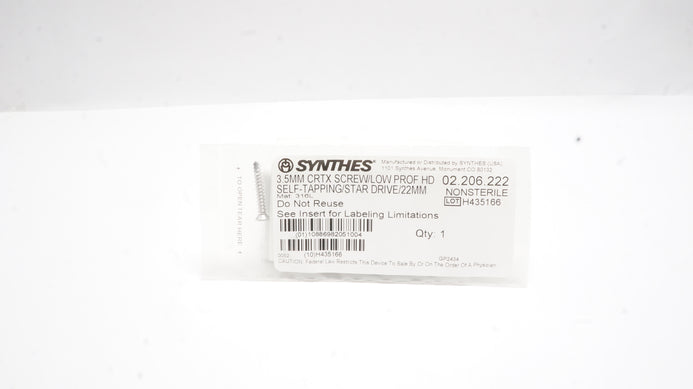 SYNTHES®
Manufactured or Distributed by SYNTHES (USA)
1101 Synthes Avenue, Monument CO 80132
3.5MM CRTX SCREW/LOW PROF HD
SELF-TAPPING/STAR DRIVE/22MM
02.206.222
NONSTERILE
LOT H435166
Mat. 316L
Do Not Reuse
See Insert for Labeling Limitations
(01)10886982051004
Qty: 1
(10)H435166
GP2434
CAUTION: Federal Law Restricts This Device To Sale By Or On The Order Of A Physician
TO OPEN TEAR HERE